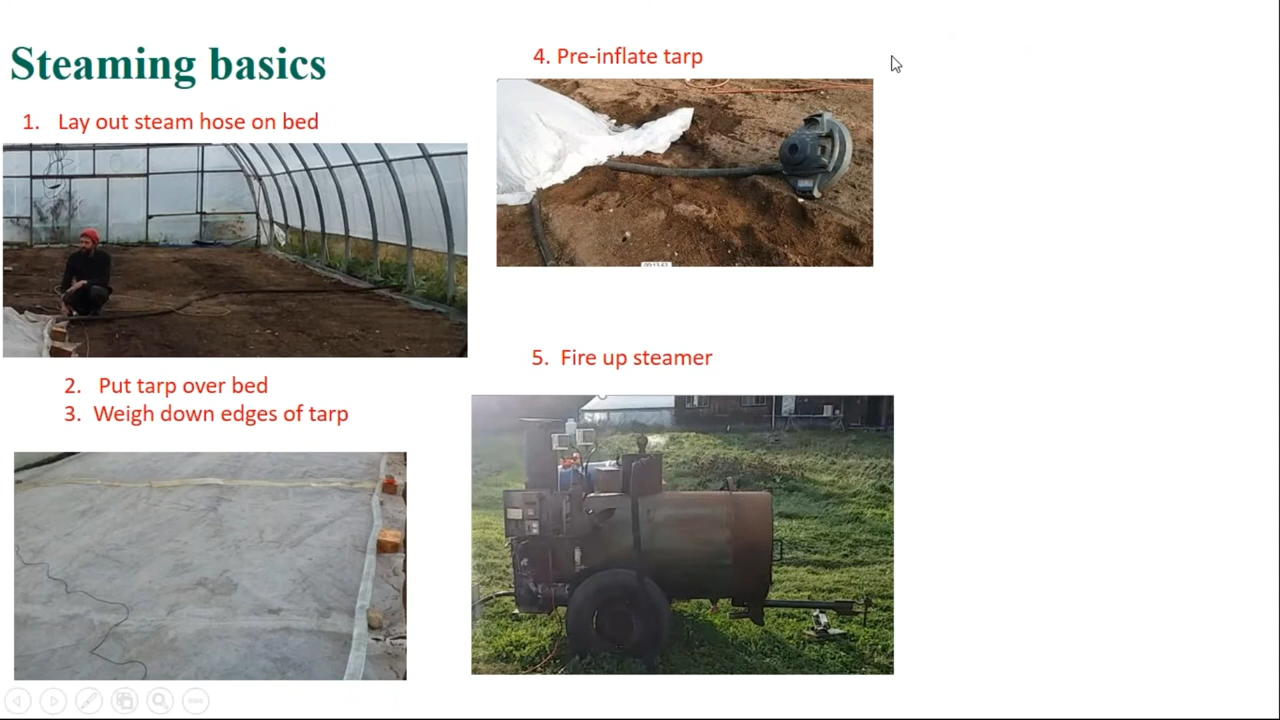 Steaming basics
1. Lay out steam hose on bed
2. Put tarp over bed
3. Weigh down edges of tarp
4. Pre-inflate tarp
5. Fire up steamer